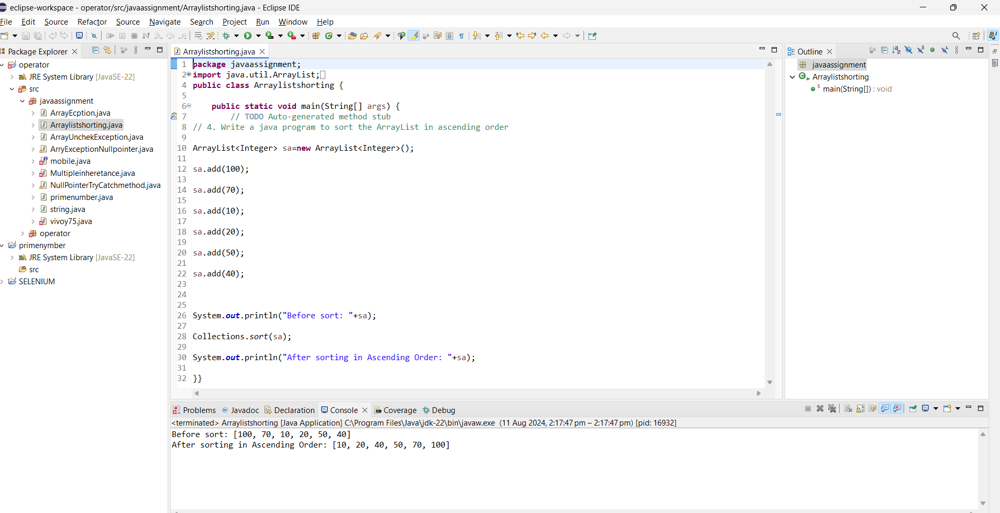 eclipse-workspace - operator/src/javaassignment/Arraylistshorting.java - Eclipse IDE
File Edit Source Refactor Source Navigate Search Project Run Window Help
Package Explorer
operator
JRE System Library [JavaSE-22]
src
javaassignment
ArrayEcption.java
Arraylistshorting.java
ArrayUnchekException.java
ArryExceptionNullpointer.java
mobile.java
Multipleinheretance.java
NullPointerTryCatchmethod.java
primenumber.java
string.java
vivoy75.java
operator
primenymber
JRE System Library [JavaSE-22]
src
SELENIUM
Arraylistshorting.java
1 package javaassignment;
2 import java.util.ArrayList;
4 public class Arraylistshorting {
5
6 public static void main(String[] args) {
7 // TODO Auto-generated method stub
8 // 4. Write a java program to sort the ArrayList in ascending order
9
10 ArrayList<Integer> sa=new ArrayList<Integer>();
11
12 sa.add(100);
13
14 sa.add(70);
15
16 sa.add(10);
17
18 sa.add(20);
19
20 sa.add(50);
21
22 sa.add(40);
23
24
25
26 System.out.println("Before sort: "+sa);
27
28 Collections.sort(sa);
29
30 System.out.println("After sorting in Ascending Order: "+sa);
31
32 }}
Outline
javaassignment
Arraylistshorting
main(String[]) : void
Problems Javadoc Declaration Console Coverage Debug
<terminated> Arraylistshorting [Java Application] C:\Program Files\Java\jdk-22\bin\javaw.exe (11 Aug 2024, 2:17:47 pm – 2:17:47 pm) [pid: 16932]
Before sort: [100, 70, 10, 20, 50, 40]
After sorting in Ascending Order: [10, 20, 40, 50, 70, 100]